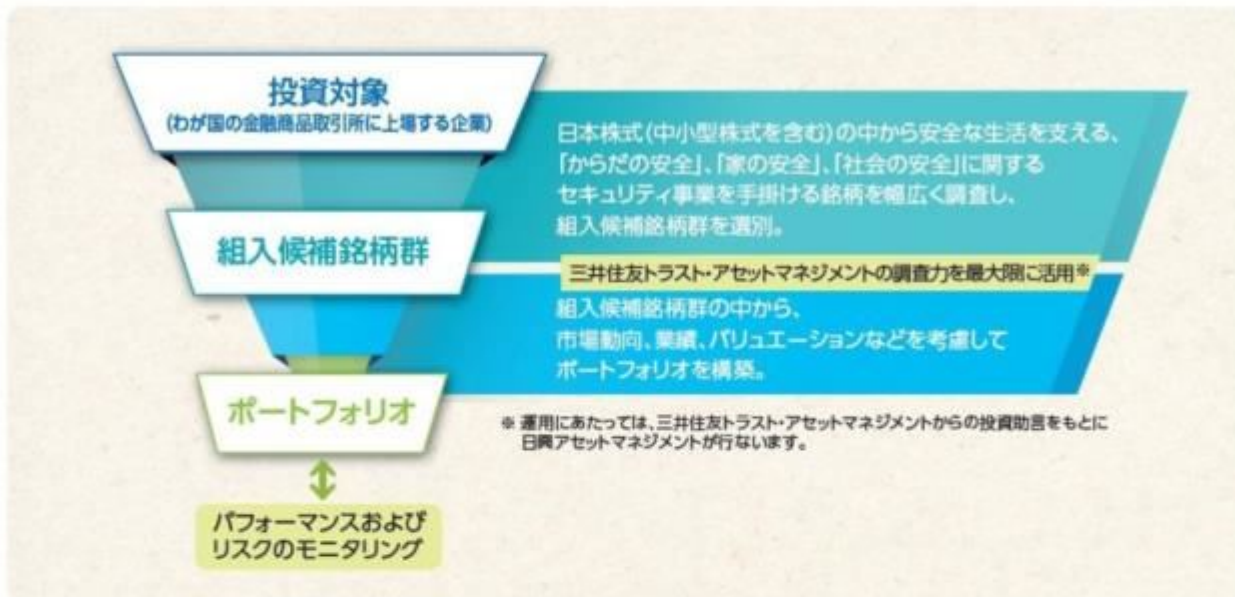 投資対象
(わが国の金融商品取引所に上場する企業)
日本株式(中小型株式を含む)の中から安全な生活を支える、
「からだの安全」、「家の安全」、「社会の安全」に関する
セキュリティ事業を手掛ける銘柄を幅広く調査し、
組入候補銘柄群を選別。
組入候補銘柄群
三井住友トラスト・アセットマネジメントの調査力を最大限に活用※
組入候補銘柄群の中から、
市場動向、業績、バリュエーションなどを考慮して
ポートフォリオを構築。
ポートフォリオ
※ 運用にあたっては、三井住友トラスト・アセットマネジメントからの投資助言をもとに
日興アセットマネジメントが行ないます。
パフォーマンスおよび
リスクのモニタリング